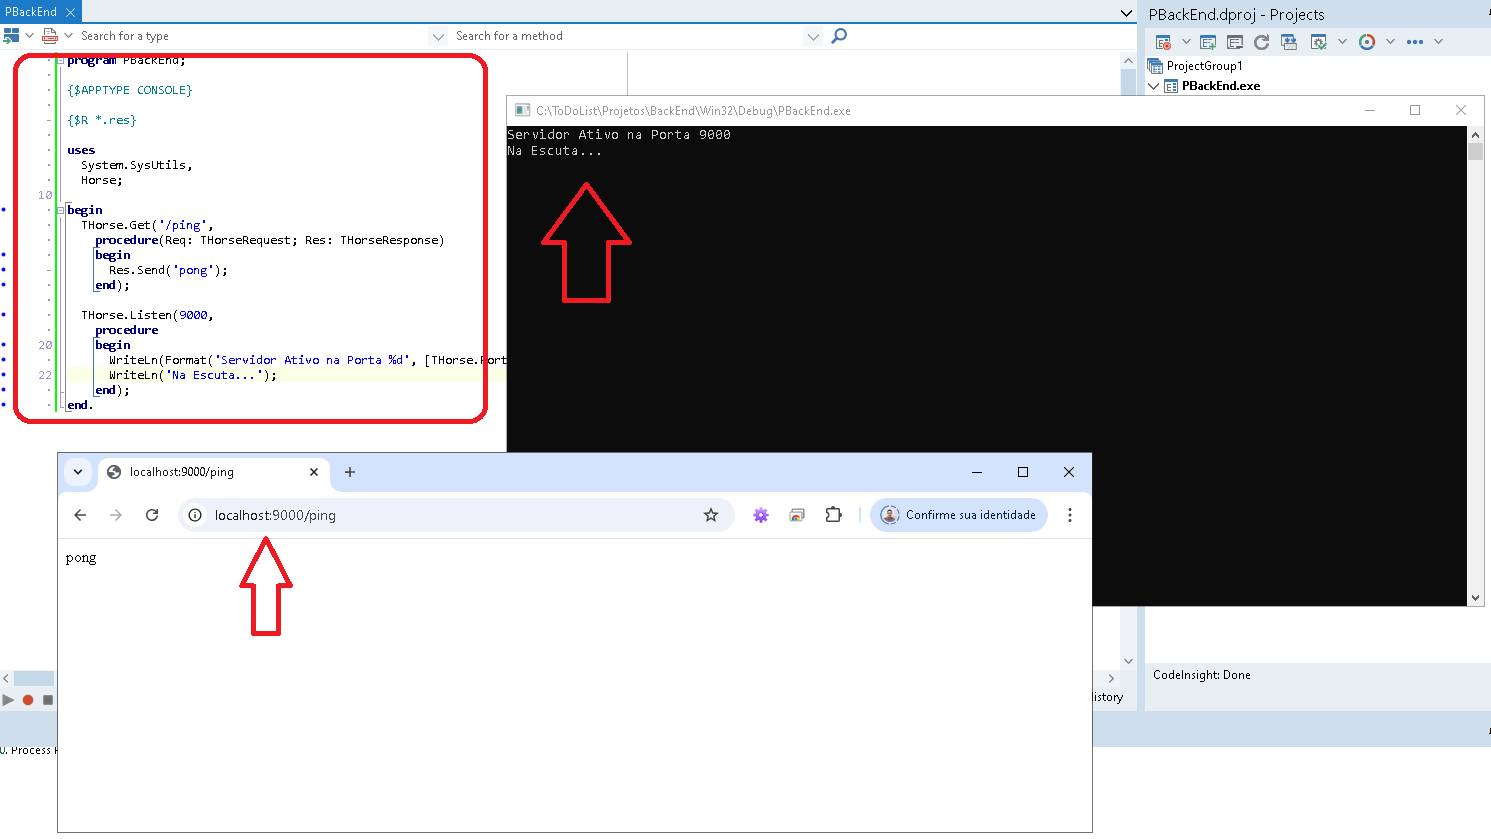 PBackEnd
PBackEnd.dproj - Projects
Search for a type
Search for a method
ProjectGroup1
PBackEnd.exe
program PBackEnd;
{$APPTYPE CONSOLE}
{$R *.res}
uses
System.SysUtils,
Horse;
10
begin
THorse.Get('/ping',
procedure(Req: THorseRequest; Res: THorseResponse)
begin
Res.Send('pong');
end);
THorse.Listen(9000,
procedure
20
begin
WriteLn(Format('Servidor Ativo na Porta %d', [THorse.Port
22
WriteLn('Na Escuta...');
end);
end.
C:\ToDoList\Projetos\BackEnd\Win32\Debug\PBackEnd.exe
Servidor Ativo na Porta 9000
Na Escuta...
localhost:9000/ping
localhost:9000/ping
Confirme sua identidade
pong
CodeInsight: Done
istory
0. Process